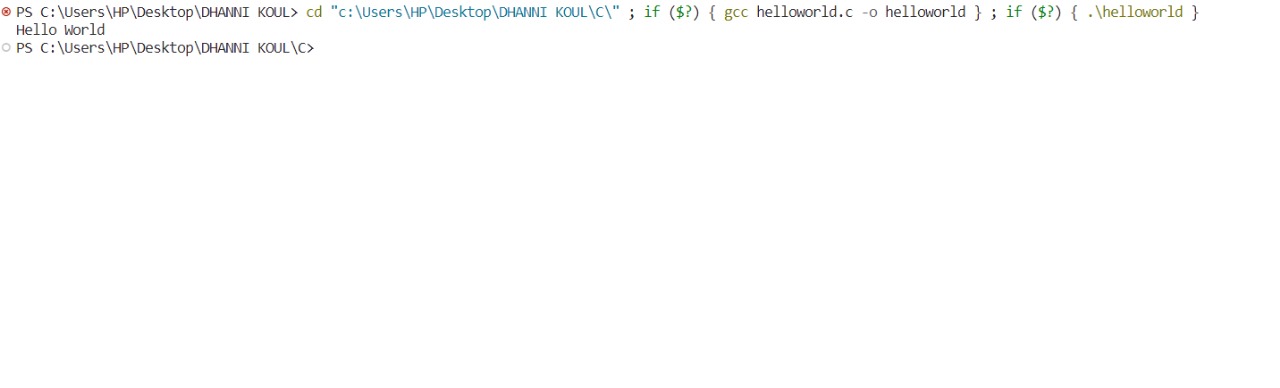 PS C:\Users\HP\Desktop\DHANNI KOUL> cd "c:\Users\HP\Desktop\DHANNI KOUL\C\" ; if ($?) { gcc helloworld.c -o helloworld } ; if ($?) { .\helloworld }
Hello World
PS C:\Users\HP\Desktop\DHANNI KOUL\C>